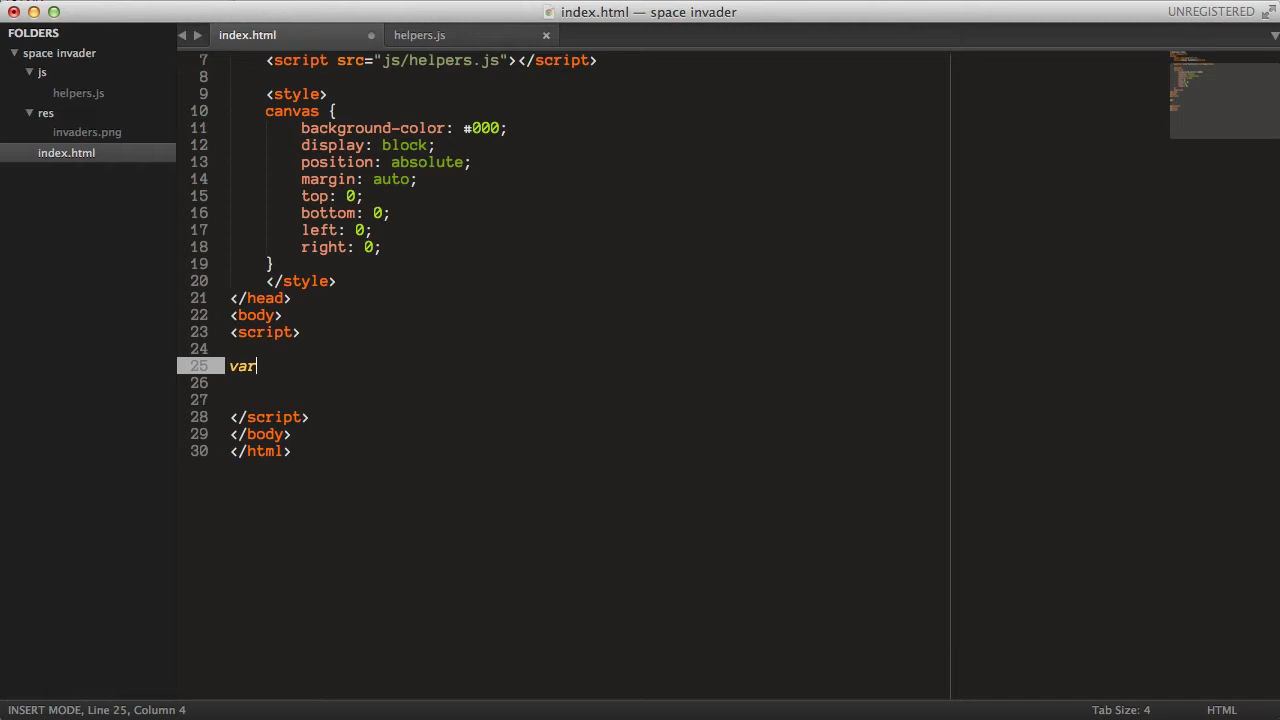 index.html — space invader
UNREGISTERED
FOLDERS
space invader
js
helpers.js
res
invaders.png
index.html
index.html
helpers.js
7 <script src="js/helpers.js"></script>
8
9 <style>
10 canvas {
11 background-color: #000;
12 display: block;
13 position: absolute;
14 margin: auto;
15 top: 0;
16 bottom: 0;
17 left: 0;
18 right: 0;
19 }
20 </style>
21 </head>
22 <body>
23 <script>
24
25 var
26
27
28 </script>
29 </body>
30 </html>
INSERT MODE, Line 25, Column 4
Tab Size: 4
HTML